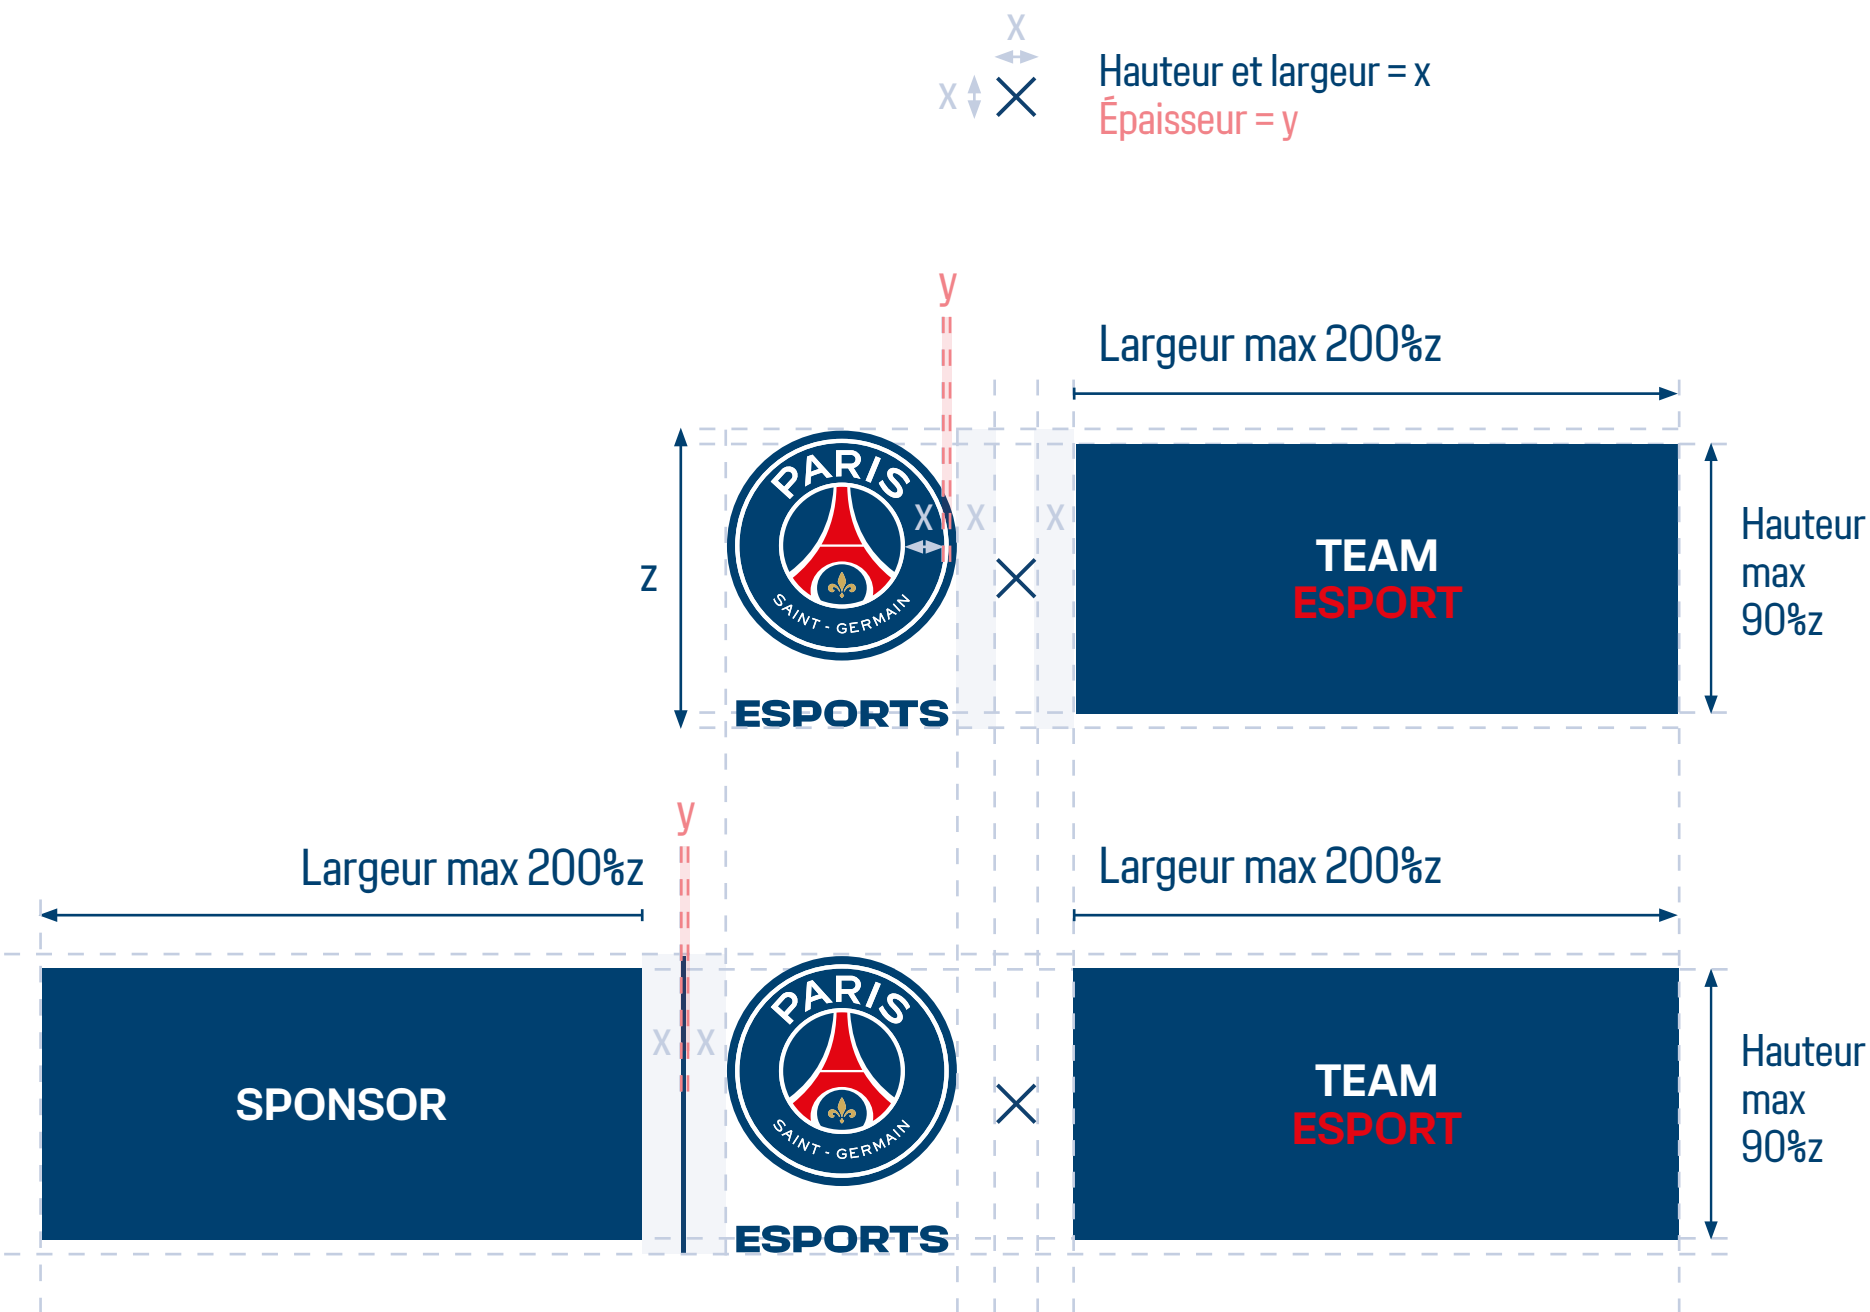 X
X
Hauteur et largeur = x
Épaisseur = y
y
Largeur max 200%z
PARIS
X
X
X
z
SAINT - GERMAIN
ESPORTS
TEAM
ESPORT
Hauteur
max
90%z
y
Largeur max 200%z
Largeur max 200%z
SPONSOR
X
X
PARIS
SAINT - GERMAIN
ESPORTS
TEAM
ESPORT
Hauteur
max
90%z